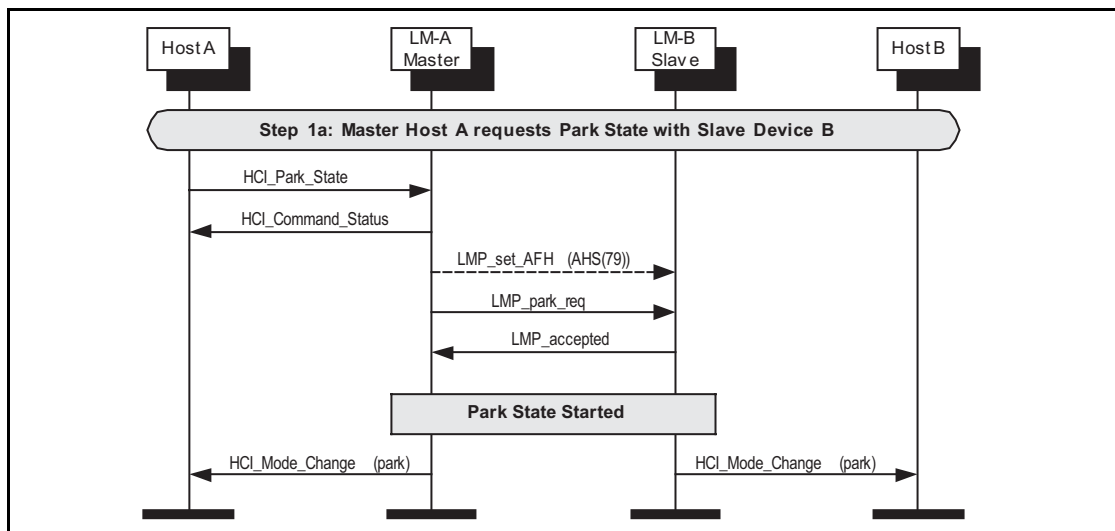 Host A
LM-A
Master
LM-B
Slave
Host B
Step 1a: Master Host A requests Park State with Slave Device B
HCI_Park_State
HCI_Command_Status
LMP_set_AFH (AHS(79))
LMP_park_req
LMP_accepted
Park State Started
HCI_Mode_Change (park)
HCI_Mode_Change (park)